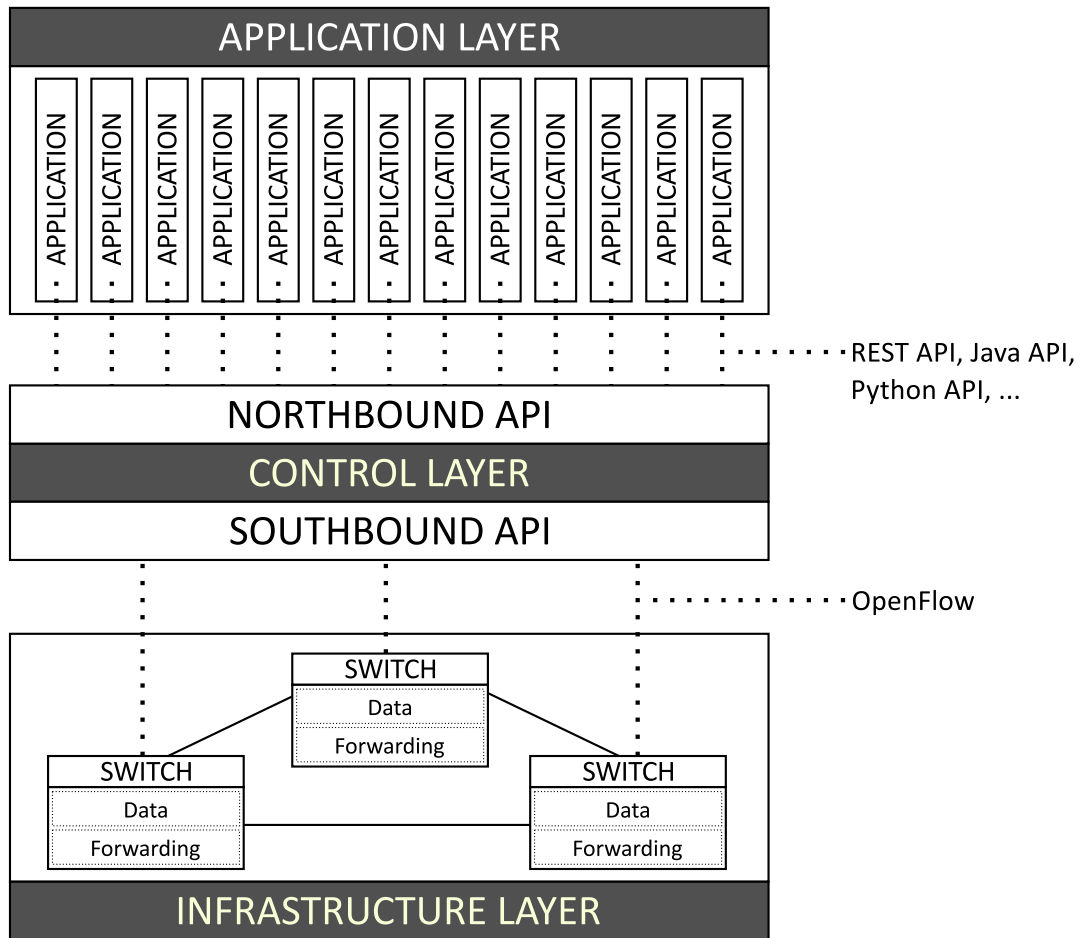 APPLICATION LAYER
APPLICATION
APPLICATION
APPLICATION
APPLICATION
APPLICATION
APPLICATION
APPLICATION
APPLICATION
APPLICATION
APPLICATION
APPLICATION
APPLICATION
APPLICATION
REST API, Java API,
Python API, ...
NORTHBOUND API
CONTROL LAYER
SOUTHBOUND API
OpenFlow
SWITCH
Data
Forwarding
SWITCH
Data
Forwarding
SWITCH
Data
Forwarding
INFRASTRUCTURE LAYER